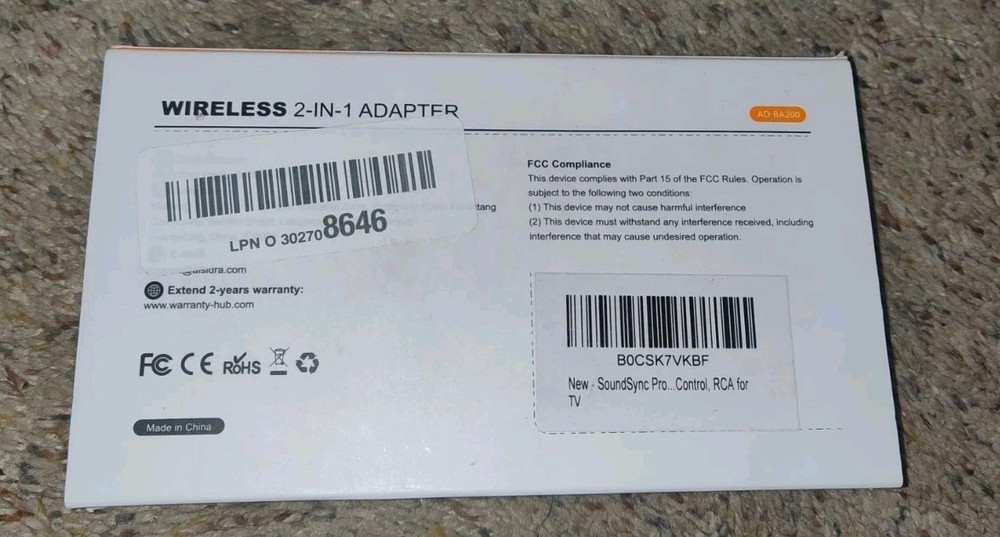 WIRELESS 2-IN-1 ADAPTER
AD-BA200
LPN O 302708646
@aisidra.com
Extend 2-years warranty:
www.warranty-hub.com
FC CE RoHS
Made in China
FCC Compliance
This device complies with Part 15 of the FCC Rules. Operation is
subject to the following two conditions:
(1) This device may not cause harmful interference
(2) This device must withstand any interference received, including
interference that may cause undesired operation.
B0CSK7VKBF
New - SoundSync Pro...Control, RCA for
TV